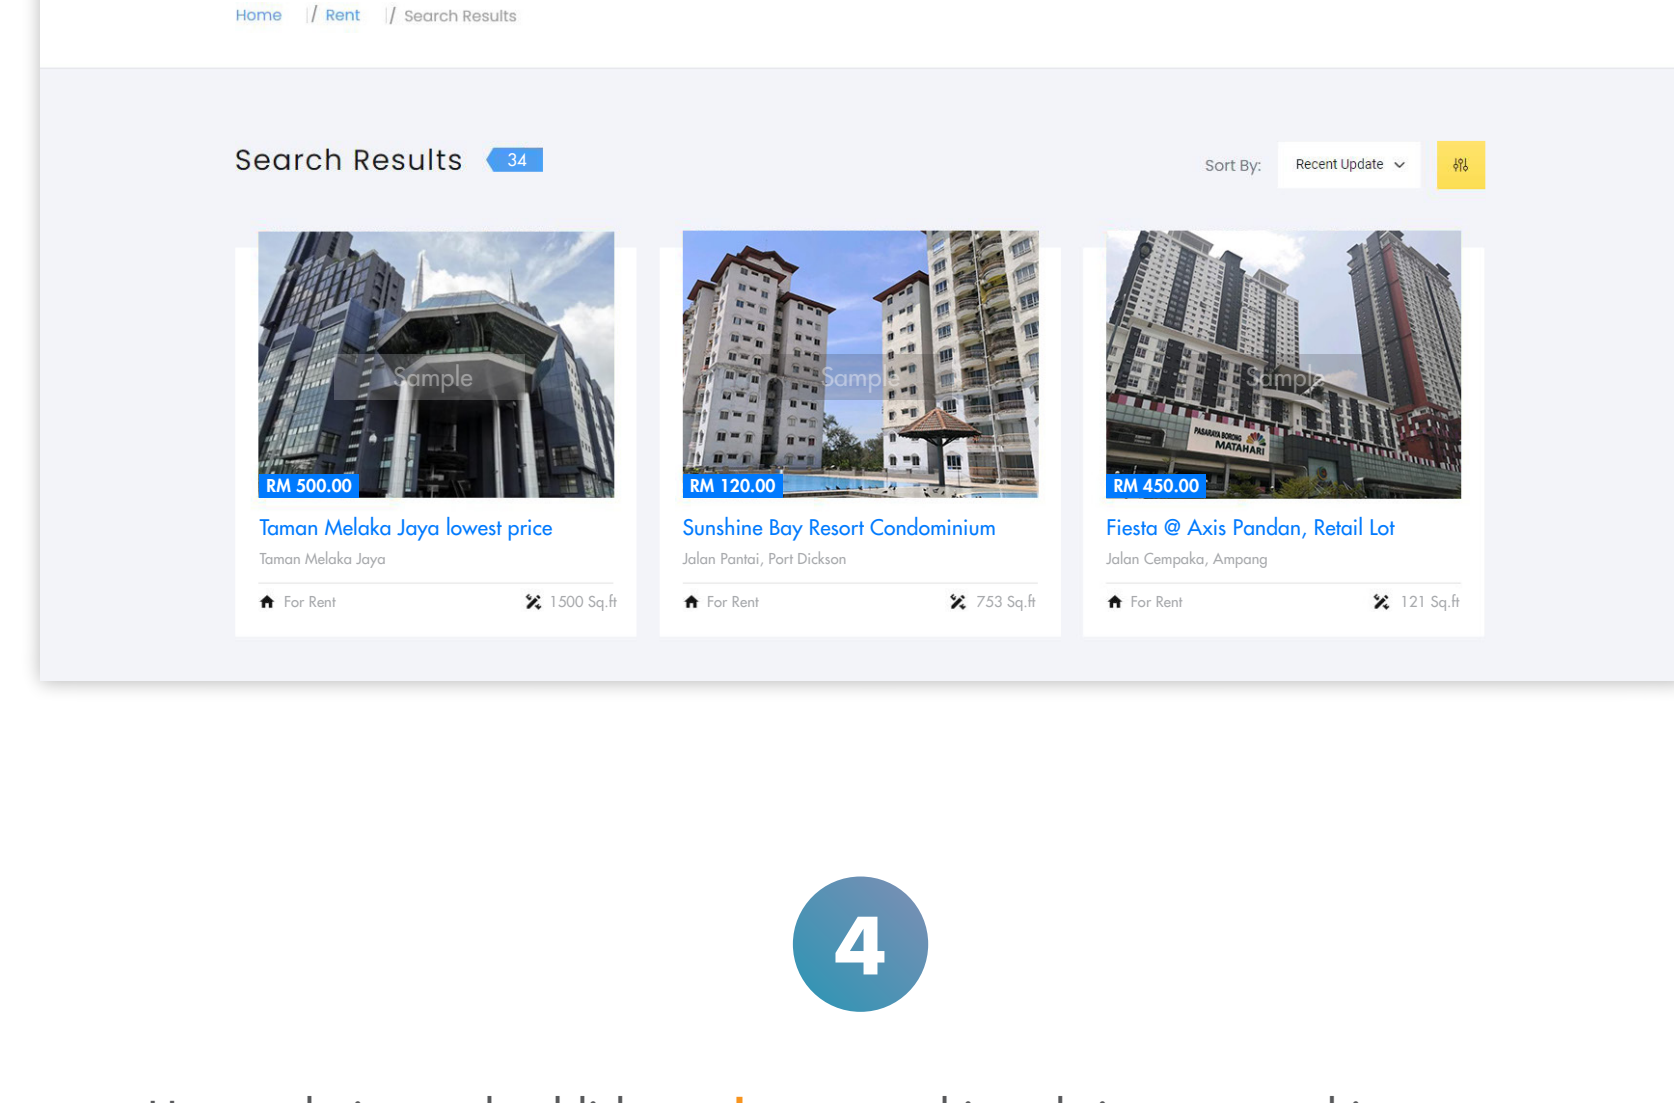 Home / Rent / Search Results
Search Results 34
Sort By: Recent Update
Sample
Sample
Sample
PASARAYA BORONG
MATAHARI
RM 500.00
RM 120.00
RM 450.00
Taman Melaka Jaya lowest price
Taman Melaka Jaya
For Rent 1500 Sq.ft
Sunshine Bay Resort Condominium
Jalan Pantai, Port Dickson
For Rent 753 Sq.ft
Fiesta @ Axis Pandan, Retail Lot
Jalan Cempaka, Ampang
For Rent 121 Sq.ft
4